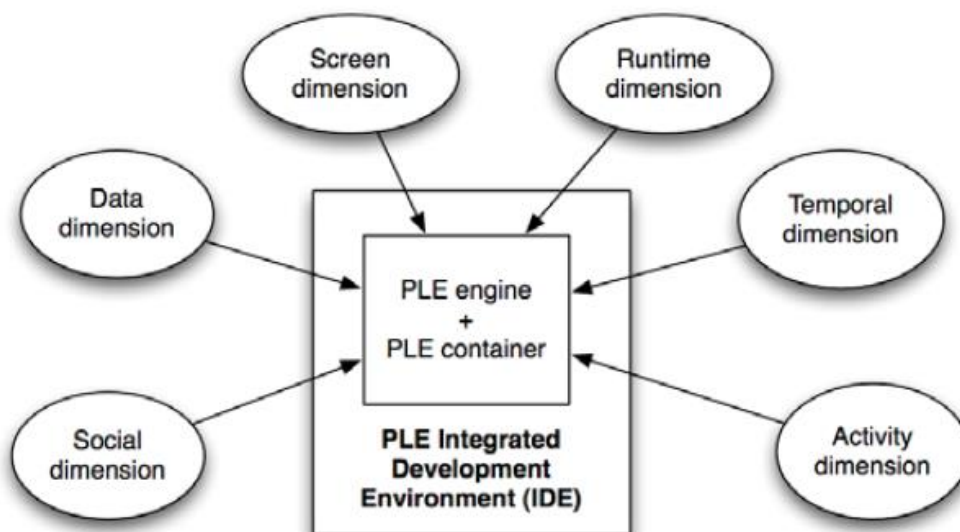 Screen
dimension
Runtime
dimension
Data
dimension
Temporal
dimension
PLE engine
+
PLE container
Social
dimension
Activity
dimension
PLE Integrated
Development
Environment (IDE)